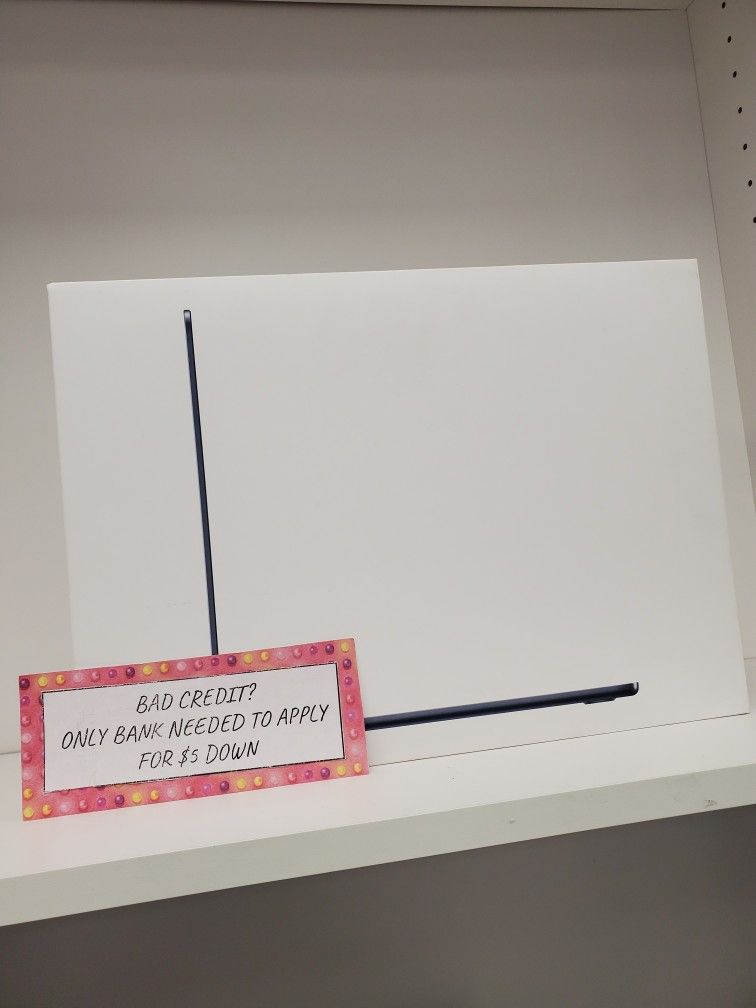 BAD CREDIT?
ONLY BANK NEEDED TO APPLY
FOR $5 DOWN